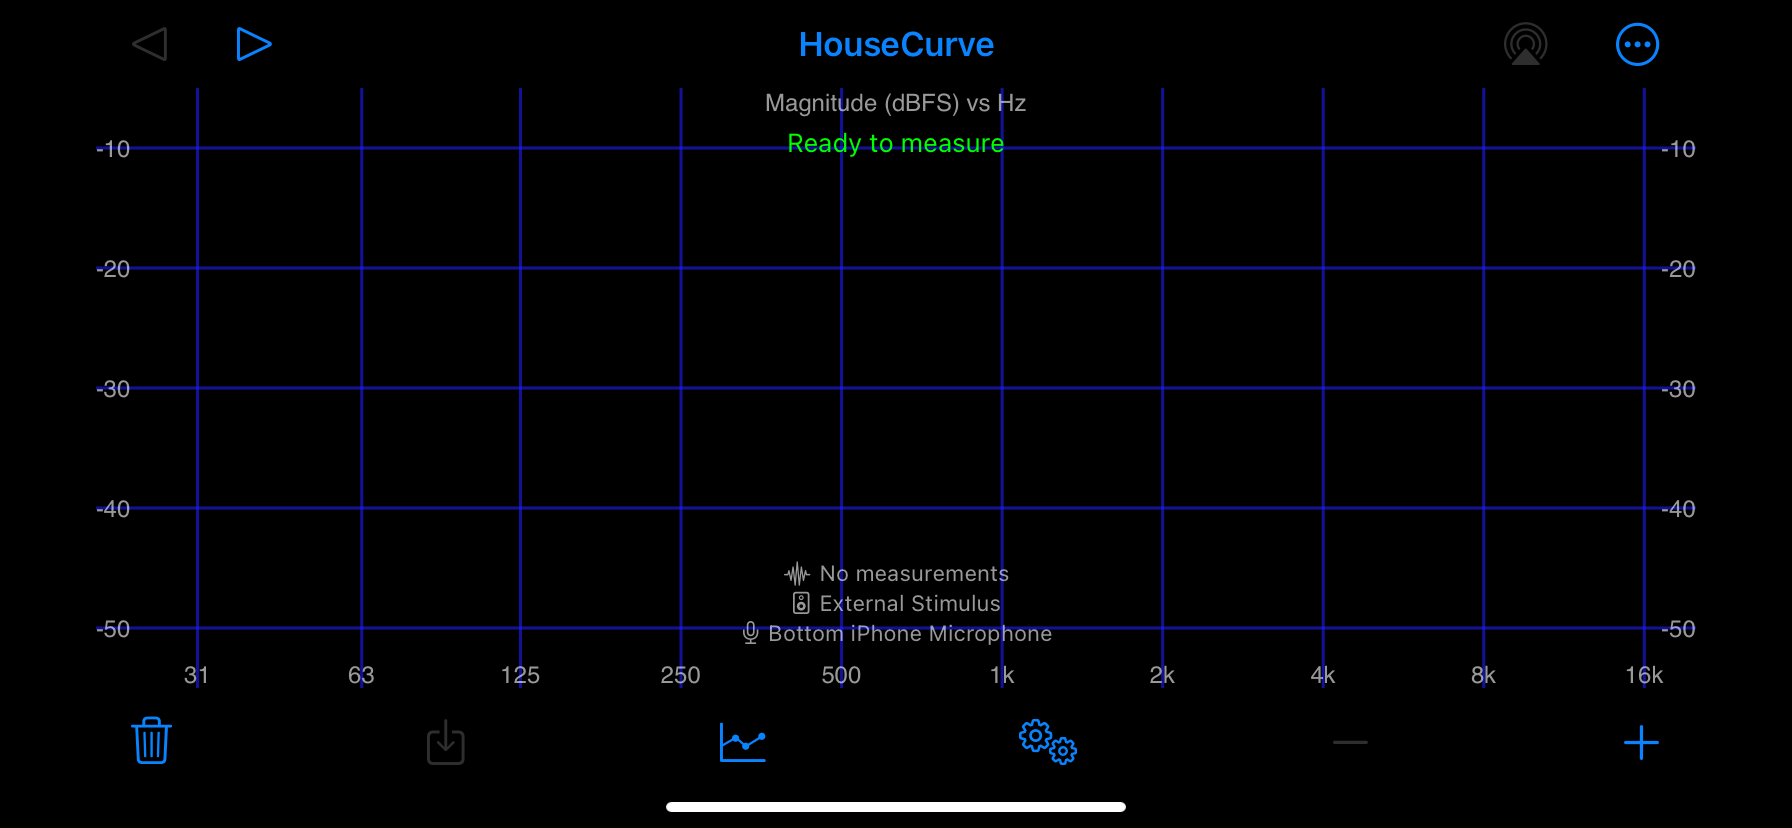 HouseCurve
Magnitude (dBFS) vs Hz
Ready to measure
-10 -10
-20 -20
-30 -30
-40 -40
No measurements
External Stimulus
-50 Bottom iPhone Microphone -50
31 63 125 250 500 1k 2k 4k 8k 16k